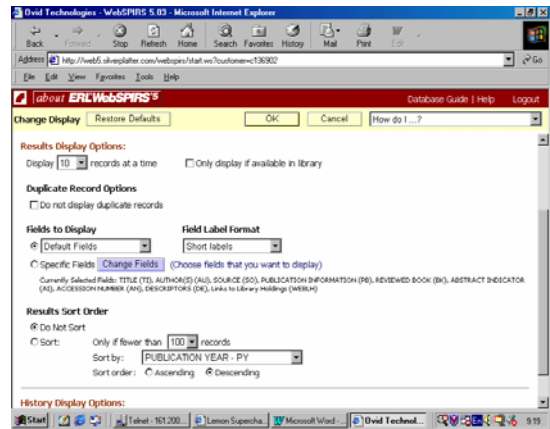 Ovid Technologies - WebSPIRS 5.03 - Microsoft Internet Explorer
Back Forward Stop Refresh Home Search Favorites History Mail Print Edit
Address http://web5.silverplatter.com/webspirs/start.ws?customer=c136902 Go
File Edit View Favorites Tools Help
about ERL WebSPIRS 5 Database Guide | Help Logout
Change Display Restore Defaults OK Cancel How do I ....?
Results Display Options:
Display 10 records at a time Only display if available in library
Duplicate Record Options
Do not display duplicate records
Fields to Display Field Label Format
Default Fields Short labels
Specific Fields Change Fields (Choose fields that you want to display)
Currently Selected Fields: TITLE (TI), AUTHOR(S) (AU), SOURCE (SO), PUBLICATION INFORMATION (PB), REVIEWED BOOK (BK), ABSTRACT INDICATOR
(AI), ACCESSION NUMBER (AN), DESCRIPTORS (DE), Links to Library Holdings (WEBLH)
Results Sort Order
Do Not Sort
Sort: Only if fewer than 100 records
Sort by: PUBLICATION YEAR - PY
Sort order: Ascending Descending
History Display Options:
Start Telnet - 161.200... Lemon Supercha... Microsoft Word - ... Ovid Technol... 9:19